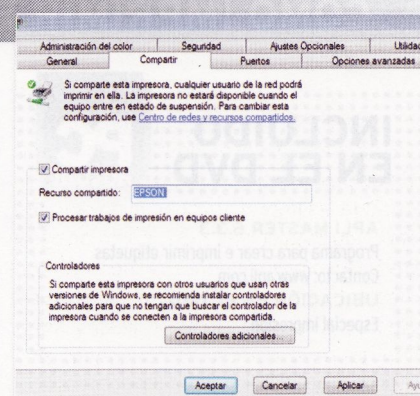 Administración del color Seguridad Ajustes Opcionales
General Compartir Puertos Opciones avanzadas
Si comparte esta impresora, cualquier usuario de la red podrá
imprimir en ella. La impresora no estará disponible cuando el
equipo entre en estado de suspensión. Para cambiar esta
configuración, use Centro de redes y recursos compartidos.
Compartir impresora
Recurso compartido: EPSON
Procesar trabajos de impresión en equipos cliente
Controladores
Si comparte esta impresora con otros usuarios que usan otras
versiones de Windows, se recomienda instalar controladores
adicionales para que no tengan que buscar el controlador de la
impresora cuando se conecten a la impresora compartida.
Controladores adicionales...
Aceptar Cancelar Aplicar
INCLUIDO
EN EL DVD